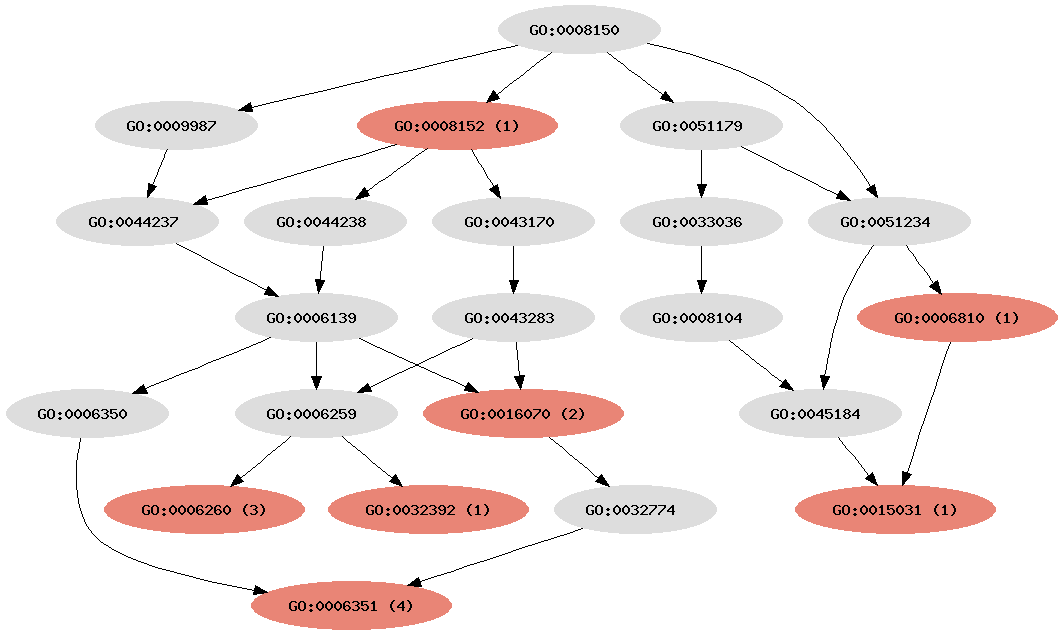 GO:0008150
GO:0009987
GO:0008152 (1)
GO:0051179
GO:0044237
GO:0044238
GO:0043170
GO:0033036
GO:0051234
GO:0006139
GO:0043283
GO:0008104
GO:0006810 (1)
GO:0006350
GO:0006259
GO:0016070 (2)
GO:0045184
GO:0006260 (3)
GO:0032392 (1)
GO:0032774
GO:0015031 (1)
GO:0006351 (4)